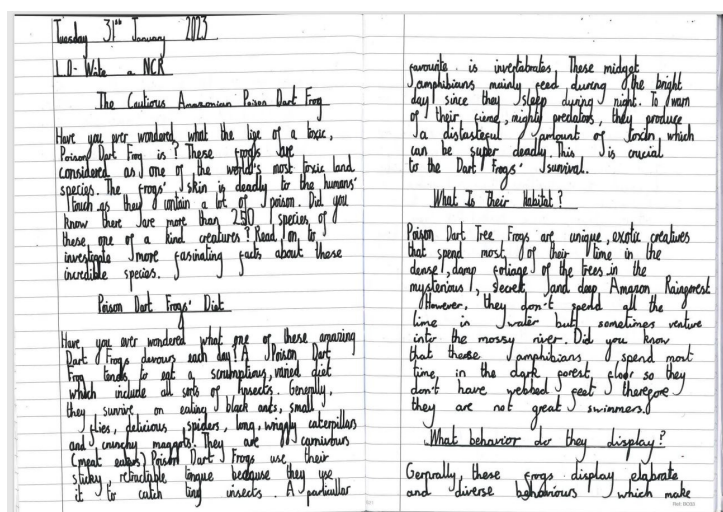 Tuesday 31st January 2023
LO- Write a NCR
The Cautious Amazonian Poison Dart Frog
Have you ever wondered what the life of a toxic,
Poison Dart Frog is? These frogs are
considered as one of the world's most toxic land
species. The frogs' skin is deadly to the humans'
touch as they contain a lot of poison. Did you
know there are more than 250 species of
these one of a kind creatures? Read on to
investigate more fasinating facts about these
incredible species.
Poison Dart Frogs' Diet
Have you ever wondered what one of these amazing
Dart Frogs devours each day? A Poison Dart
Frog tends to eat a scrumptious, varied diet
which include all sorts of insects. Generally,
they survive on eating black ants, small
flies, delicious spiders, long, wriggly caterpillars
and crunchy maggots. They are carnivours
(meat eaters). Poison Dart Frogs use their
sticky, retractable tongue because they use
it to catch tiny insects. A particular
favourite is invertabrates. These midget
amphibians mainly feed during the bright
day since they sleep during night. To warn
of their, fierce, mighty predators, they produce
a distasteful amount of toxin which
can be super deadly. This is crucial
to the Dart Frogs' survival.
What Is Their Habitat?
Poison Dart Tree Frogs are unique, exotic creatures
that spend most of their time in the
dense, damp foliage of the trees in the
mysterious, secret and deep Amazon Rainforest
However, they don't spend all the
time in water but sometimes venture
into the mossy river. Did you know
that these amphibians spend most
time, in the dark forest floor so they
don't have webbed feet therefore
they are not great swimmers.
What behavior do they display?
Generally, these frogs display elabrate
and diverse behaviours which make